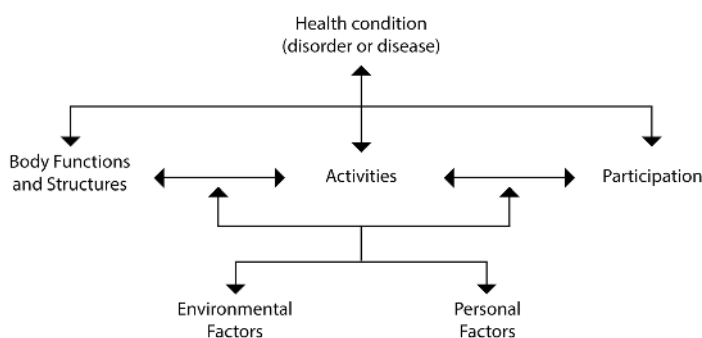 Health condition
(disorder or disease)
Body Functions
and Structures
Activities
Participation
Environmental
Factors
Personal
Factors